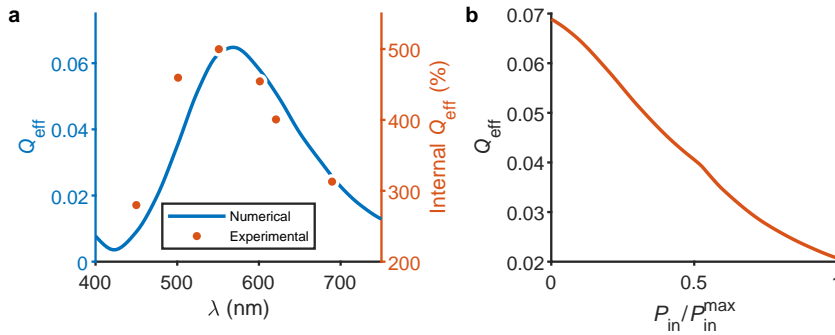 a
Q_eff
0.06
0.04
0.02
0
400
500
600
700
λ (nm)
Numerical
Experimental
500
400
300
200
Internal Q_eff (%)
b
Q_eff
0.07
0.06
0.05
0.04
0.03
0.02
0
0.5
1
P_in/P_in^max